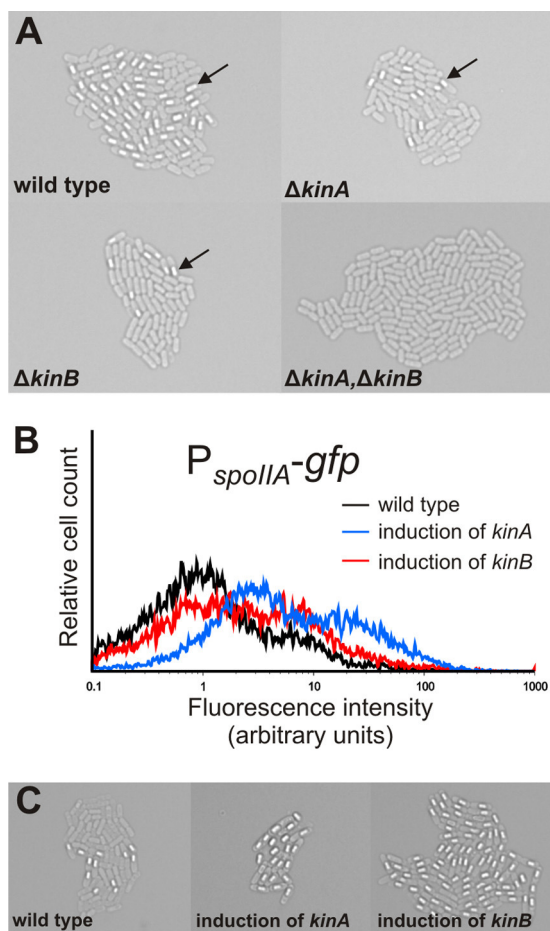 A
wild type
ΔkinA
ΔkinB
ΔkinA,ΔkinB
B
PspoIIA-gfp
wild type
induction of kinA
induction of kinB
Relative cell count
0.1 1 10 100 1000
Fluorescence intensity
(arbitrary units)
C
wild type
induction of kinA
induction of kinB